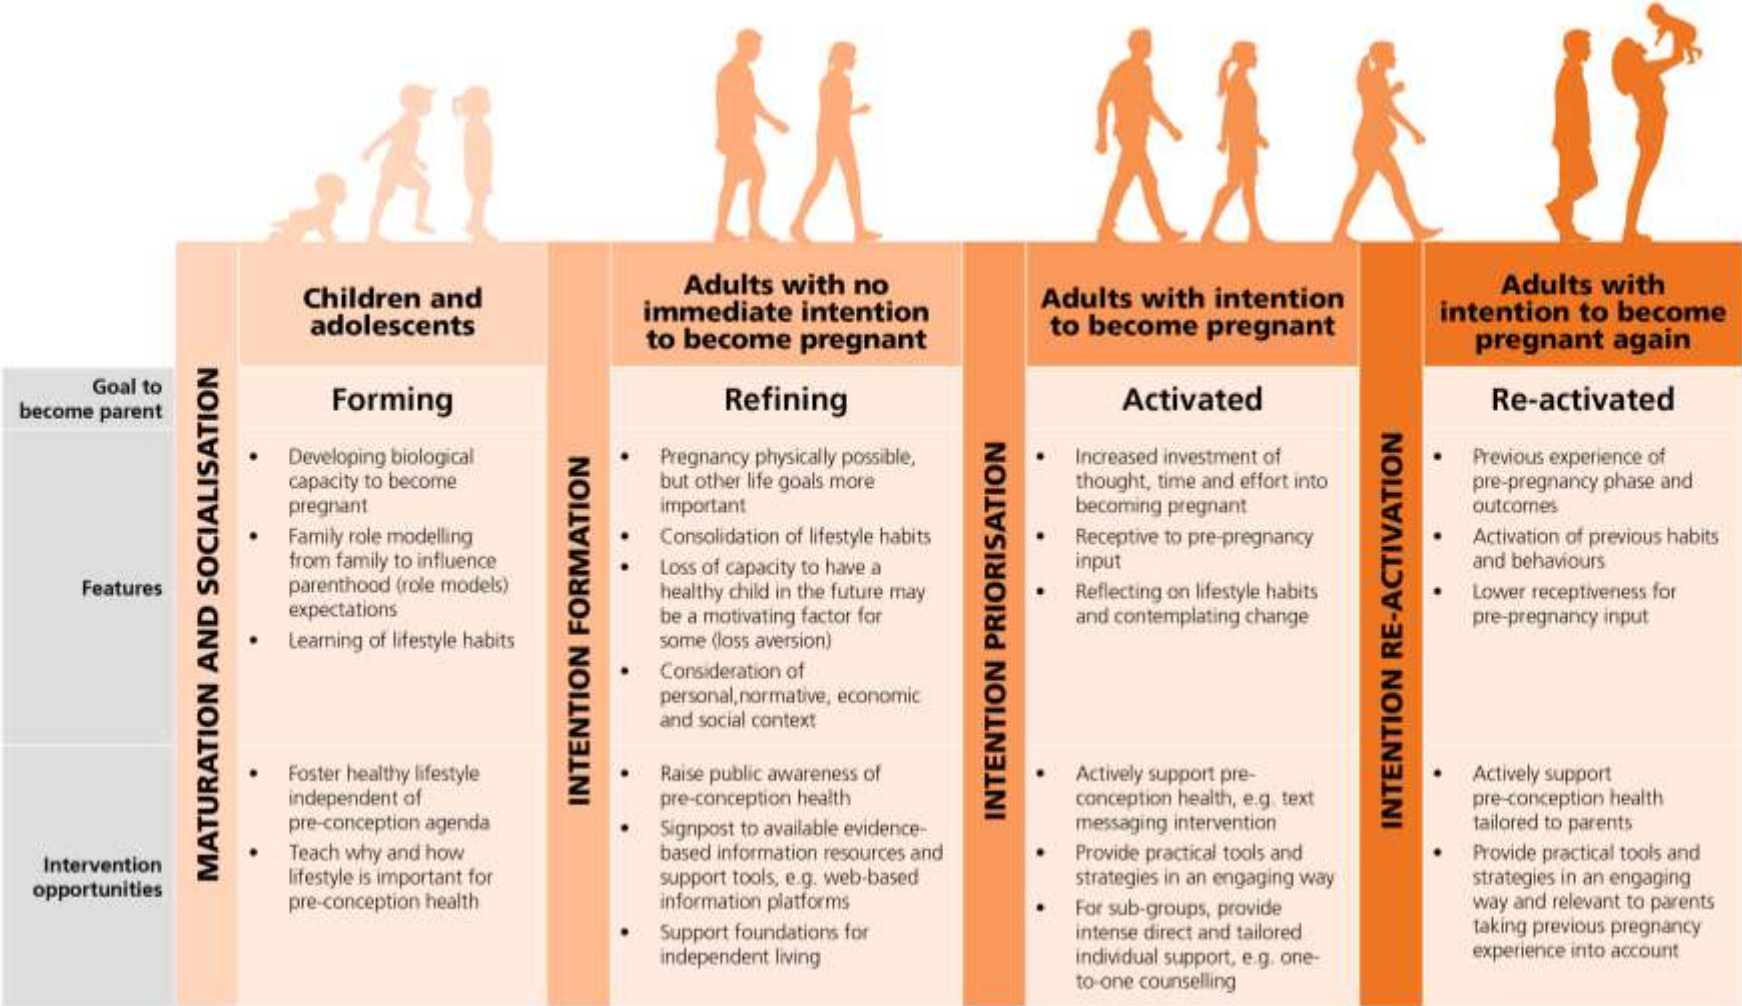 Children and
adolescents
Adults with no
immediate intention
to become pregnant
Adults with intention
to become pregnant
Adults with
intention to become
pregnant again
Goal to
become parent
Forming
Refining
Activated
Re-activated
MATURATION AND SOCIALISATION
INTENTION FORMATION
INTENTION PRIORISATION
INTENTION RE-ACTIVATION
Features
• Developing biological
capacity to become
pregnant
• Family role modelling
from family to influence
parenthood (role models)
expectations
• Learning of lifestyle habits
• Pregnancy physically possible,
but other life goals more
important
• Consolidation of lifestyle habits
• Loss of capacity to have a
healthy child in the future may
be a motivating factor for
some (loss aversion)
• Consideration of
personal,normative, economic
and social context
• Increased investment of
thought, time and effort into
becoming pregnant
• Receptive to pre-pregnancy
input
• Reflecting on lifestyle habits
and contemplating change
• Previous experience of
pre-pregnancy phase and
outcomes
• Activation of previous habits
and behaviours
• Lower receptiveness for
pre-pregnancy input
Intervention
opportunities
• Foster healthy lifestyle
independent of
pre-conception agenda
• Teach why and how
lifestyle is important for
pre-conception health
• Raise public awareness of
pre-conception health
• Signpost to available evidence-
based information resources and
support tools, e.g. web-based
information platforms
• Support foundations for
independent living
• Actively support pre-
conception health, e.g. text
messaging intervention
• Provide practical tools and
strategies in an engaging way
• For sub-groups, provide
intense direct and tailored
individual support, e.g. one-
to-one counselling
• Actively support
pre-conception health
tailored to parents
• Provide practical tools and
strategies in an engaging
way and relevant to parents
taking previous pregnancy
experience into account